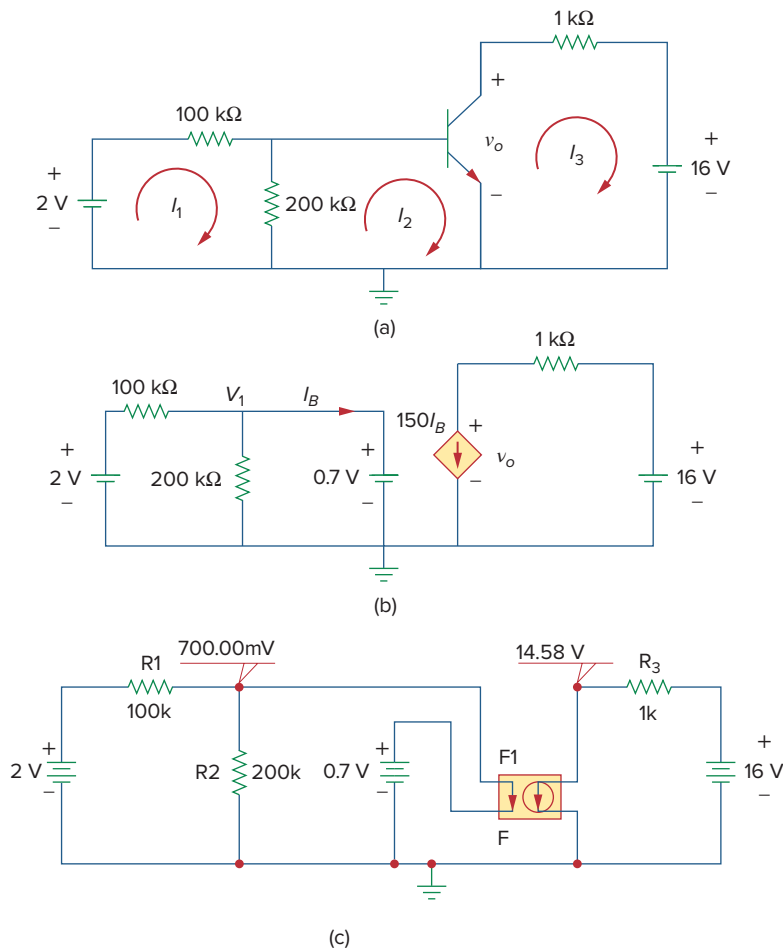 1 kΩ
+
100 kΩ
vo
+
I3
+
16 V
2 V
I1
200 kΩ
−
−
I2
−
(a)
1 kΩ
100 kΩ
V1
IB
150IB
+
+
+
+
2 V
200 kΩ
0.7 V
vo
16 V
−
−
−
−
(b)
700.00mV
14.58 V
R1
R3
100k
1k
F1
+
+
+
2 V
R2
200k
0.7 V
16 V
−
−
−
F
(c)